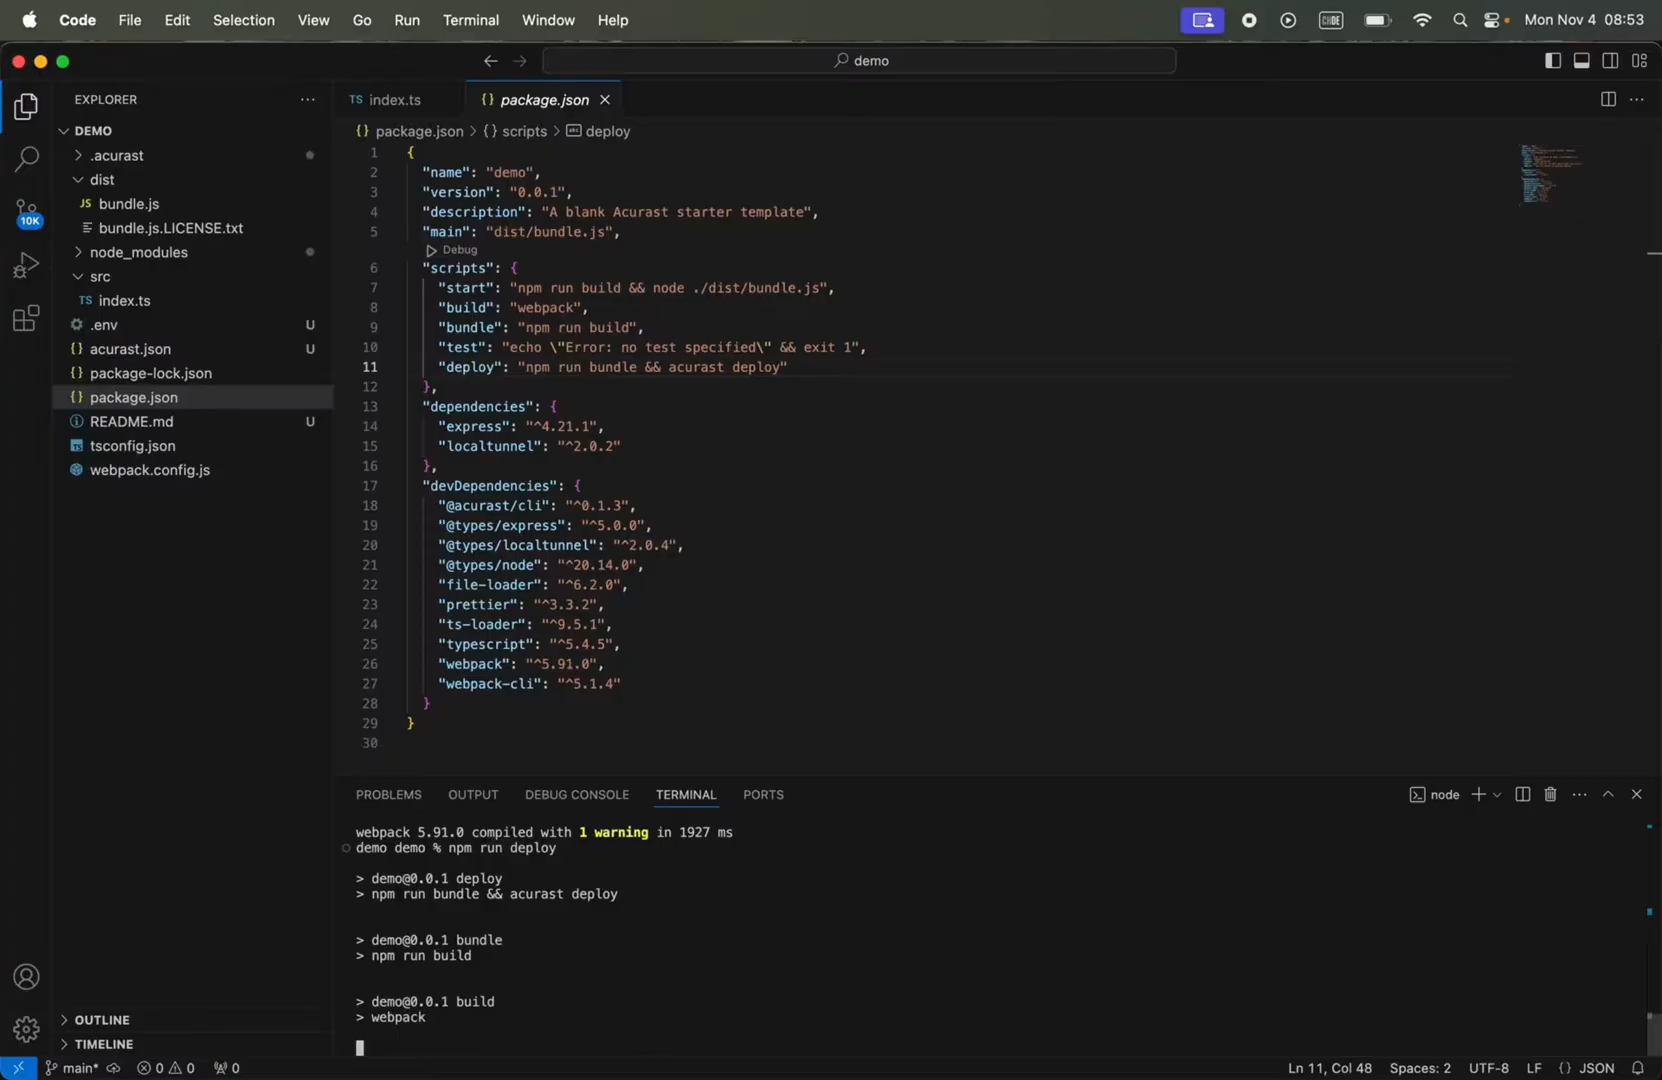 Code File Edit Selection View Go Run Terminal Window Help CHDE Mon Nov 4 08:53
demo
EXPLORER
DEMO
.acurast
dist
JS bundle.js
bundle.js.LICENSE.txt
node_modules
src
TS index.ts
.env U
{} acurast.json U
{} package-lock.json
{} package.json
README.md U
tsconfig.json
webpack.config.js
OUTLINE
TIMELINE
10K
TS index.ts {} package.json
{} package.json > {} scripts > abc deploy
1 {
2 "name": "demo",
3 "version": "0.0.1",
4 "description": "A blank Acurast starter template",
5 "main": "dist/bundle.js",
Debug
6 "scripts": {
7 "start": "npm run build && node ./dist/bundle.js",
8 "build": "webpack",
9 "bundle": "npm run build",
10 "test": "echo \"Error: no test specified\" && exit 1",
11 "deploy": "npm run bundle && acurast deploy"
12 },
13 "dependencies": {
14 "express": "^4.21.1",
15 "localtunnel": "^2.0.2"
16 },
17 "devDependencies": {
18 "@acurast/cli": "^0.1.3",
19 "@types/express": "^5.0.0",
20 "@types/localtunnel": "^2.0.4",
21 "@types/node": "^20.14.0",
22 "file-loader": "^6.2.0",
23 "prettier": "^3.3.2",
24 "ts-loader": "^9.5.1",
25 "typescript": "^5.4.5",
26 "webpack": "^5.91.0",
27 "webpack-cli": "^5.1.4"
28 }
29 }
30
PROBLEMS OUTPUT DEBUG CONSOLE TERMINAL PORTS node
webpack 5.91.0 compiled with 1 warning in 1927 ms
demo demo % npm run deploy
> demo@0.0.1 deploy
> npm run bundle && acurast deploy
> demo@0.0.1 bundle
> npm run build
> demo@0.0.1 build
> webpack
main* 0 0 0 Ln 11, Col 48 Spaces: 2 UTF-8 LF {} JSON